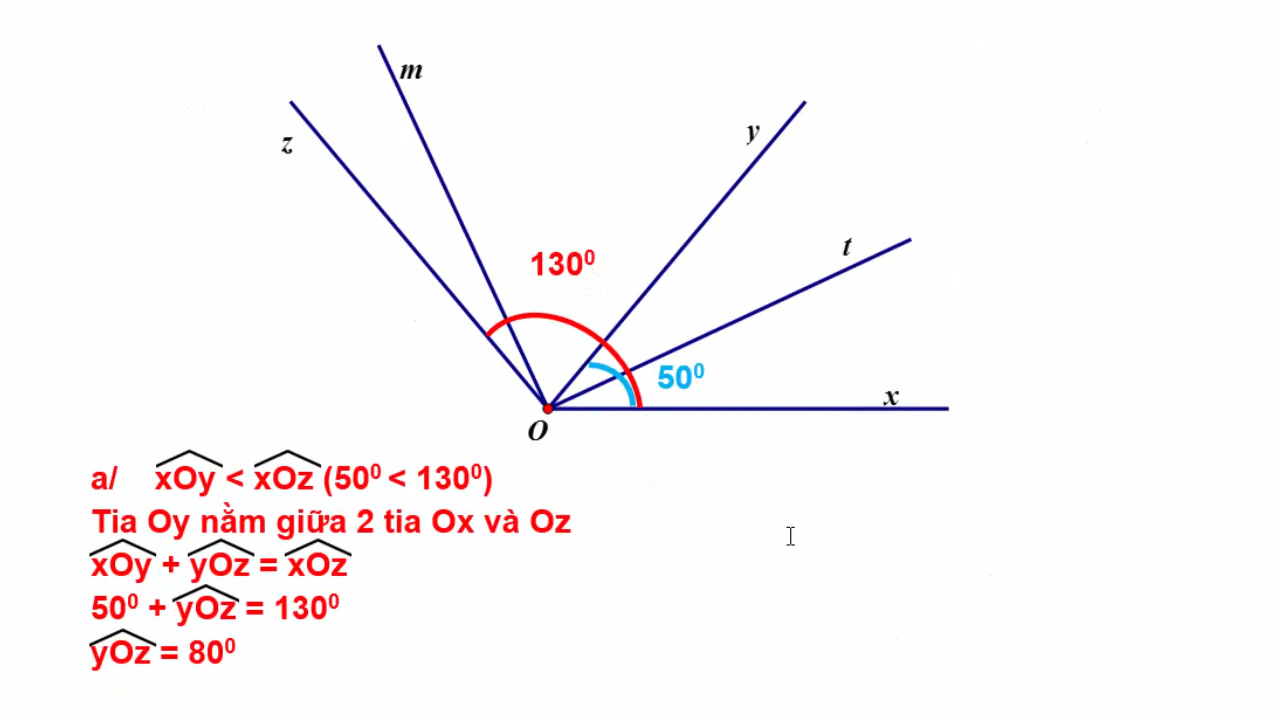 m
z
y
t
130⁰
50⁰
x
O
a/ xOy < xOz (50⁰ < 130⁰)
Tia Oy nằm giữa 2 tia Ox và Oz
xOy + yOz = xOz
50⁰ + yOz = 130⁰
yOz = 80⁰